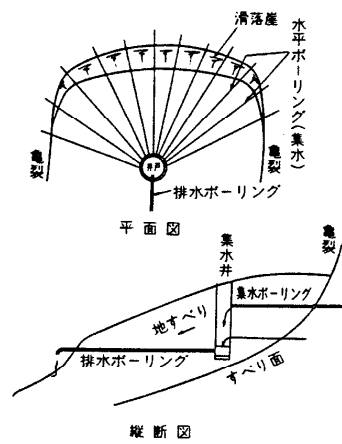 滑落崖
水平ボーリング(集水)
亀裂
井戸
亀裂
排水ボーリング
平面図
集水井
亀裂
集水ボーリング
地すべり
排水ボーリング
すべり面
縦断図